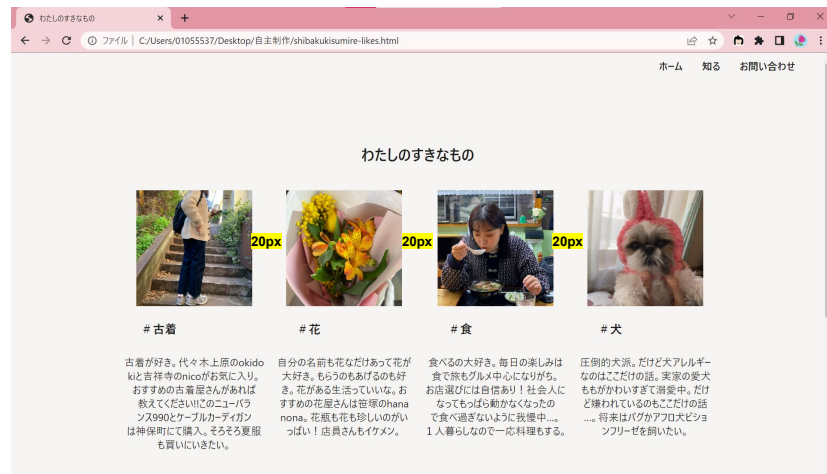 わたしのすきなもの
ファイル | C:/Users/01055537/Desktop/自主制作/shibakukisumire-likes.html
ホーム 知る お問い合わせ
わたしのすきなもの
20px 20px 20px
# 古着 # 花 # 食 # 犬
古着が好き。代々木上原のokido
kiと吉祥寺のnicoがお気に入り。
おすすめの古着屋さんがあれば
教えてください!!このニューバラ
ンス990とケーブルカーディガン
は神保町にて購入。そろそろ夏服
も買いにいきたい。
自分の名前も花なだけあって花が
大好き。もらうのもあげるのも好
き。花がある生活っていいな。お
すすめの花屋さんは笹塚のhana
nona。花瓶も花も珍しいのがい
っぱい！店員さんもイケメン。
食べるの大好き。毎日の楽しみは
食で旅もグルメ中心になりがち。
お店選びには自信あり！社会人に
なってもっぱら動かなくなったの
で食べ過ぎないように我慢中...。
１人暮らしなので一応料理もする。
圧倒的犬派。だけど犬アレルギー
なのはここだけの話。実家の愛犬
ももがかわいすぎて溺愛中。だけ
ど嫌われているのもここだけの話
...。将来はパグかアフロ犬ビショ
ンフリーゼを飼いたい。